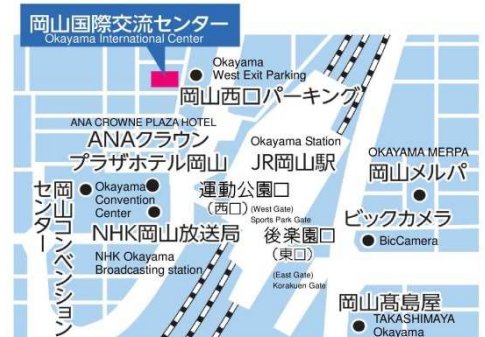 岡山国際交流センター
Okayama International Center
Okayama
West Exit Parking
岡山西口パーキング
ANA CROWNE PLAZA HOTEL
ANAクラウン
プラザホテル岡山
Okayama Station
JR岡山駅
OKAYAMA MERPA
岡山メルパ
岡山コンベンション
センター
Okayama
Convention
Center
運動公園口
(西口)
(West Gate)
Sports Park Gate
ビックカメラ
BicCamera
NHK岡山放送局
NHK Okayama
Broadcasting station
後楽園口
(東口)
(East Gate)
Korakuen Gate
岡山髙島屋
TAKASHIMAYA
Okayama